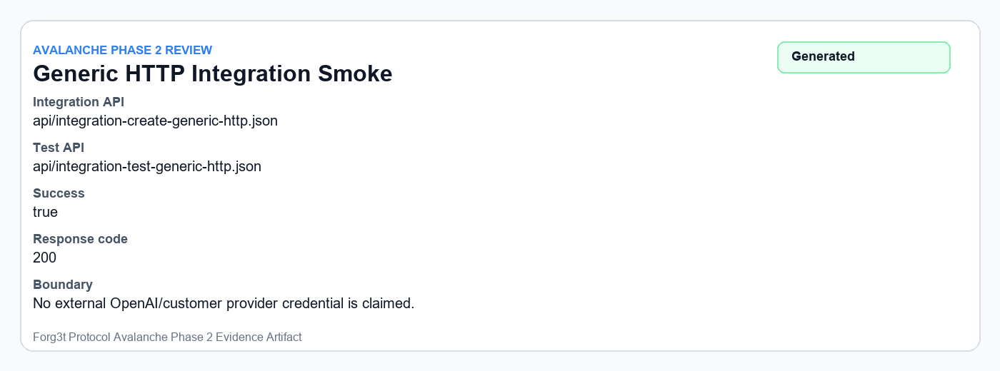 AVALANCHE PHASE 2 REVIEW
Generated
Generic HTTP Integration Smoke
Integration API
api/integration-create-generic-http.json
Test API
api/integration-test-generic-http.json
Success
true
Response code
200
Boundary
No external OpenAI/customer provider credential is claimed.
Forg3t Protocol Avalanche Phase 2 Evidence Artifact